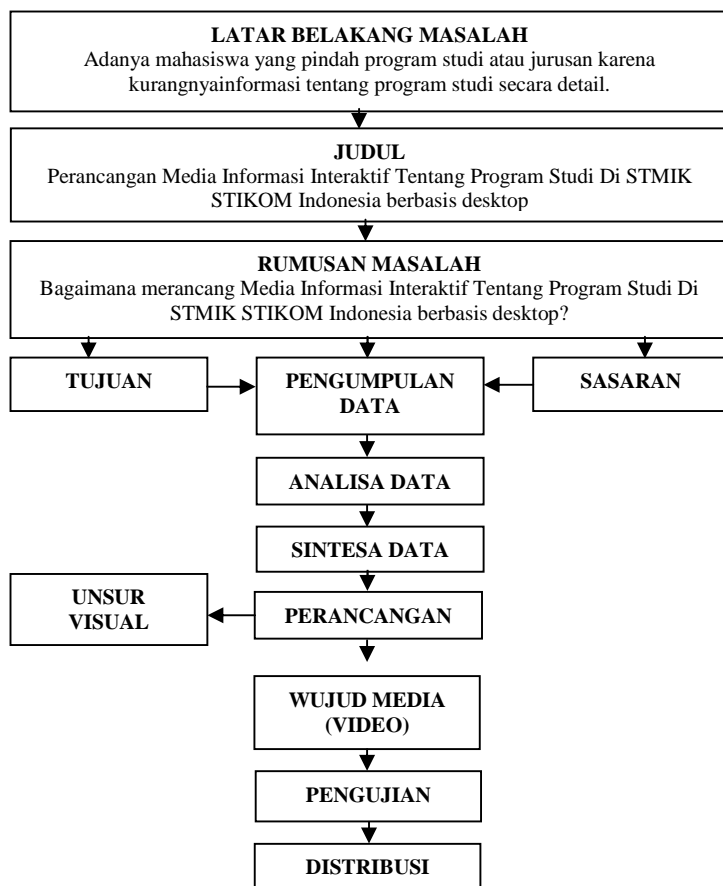 LATAR BELAKANG MASALAH
Adanya mahasiswa yang pindah program studi atau jurusan karena
kurangnyainformasi tentang program studi secara detail.
JUDUL
Perancangan Media Informasi Interaktif Tentang Program Studi Di STMIK
STIKOM Indonesia berbasis desktop
RUMUSAN MASALAH
Bagaimana merancang Media Informasi Interaktif Tentang Program Studi Di
STMIK STIKOM Indonesia berbasis desktop?
TUJUAN
PENGUMPULAN
DATA
SASARAN
ANALISA DATA
SINTESA DATA
UNSUR
VISUAL
PERANCANGAN
WUJUD MEDIA
(VIDEO)
PENGUJIAN
DISTRIBUSI